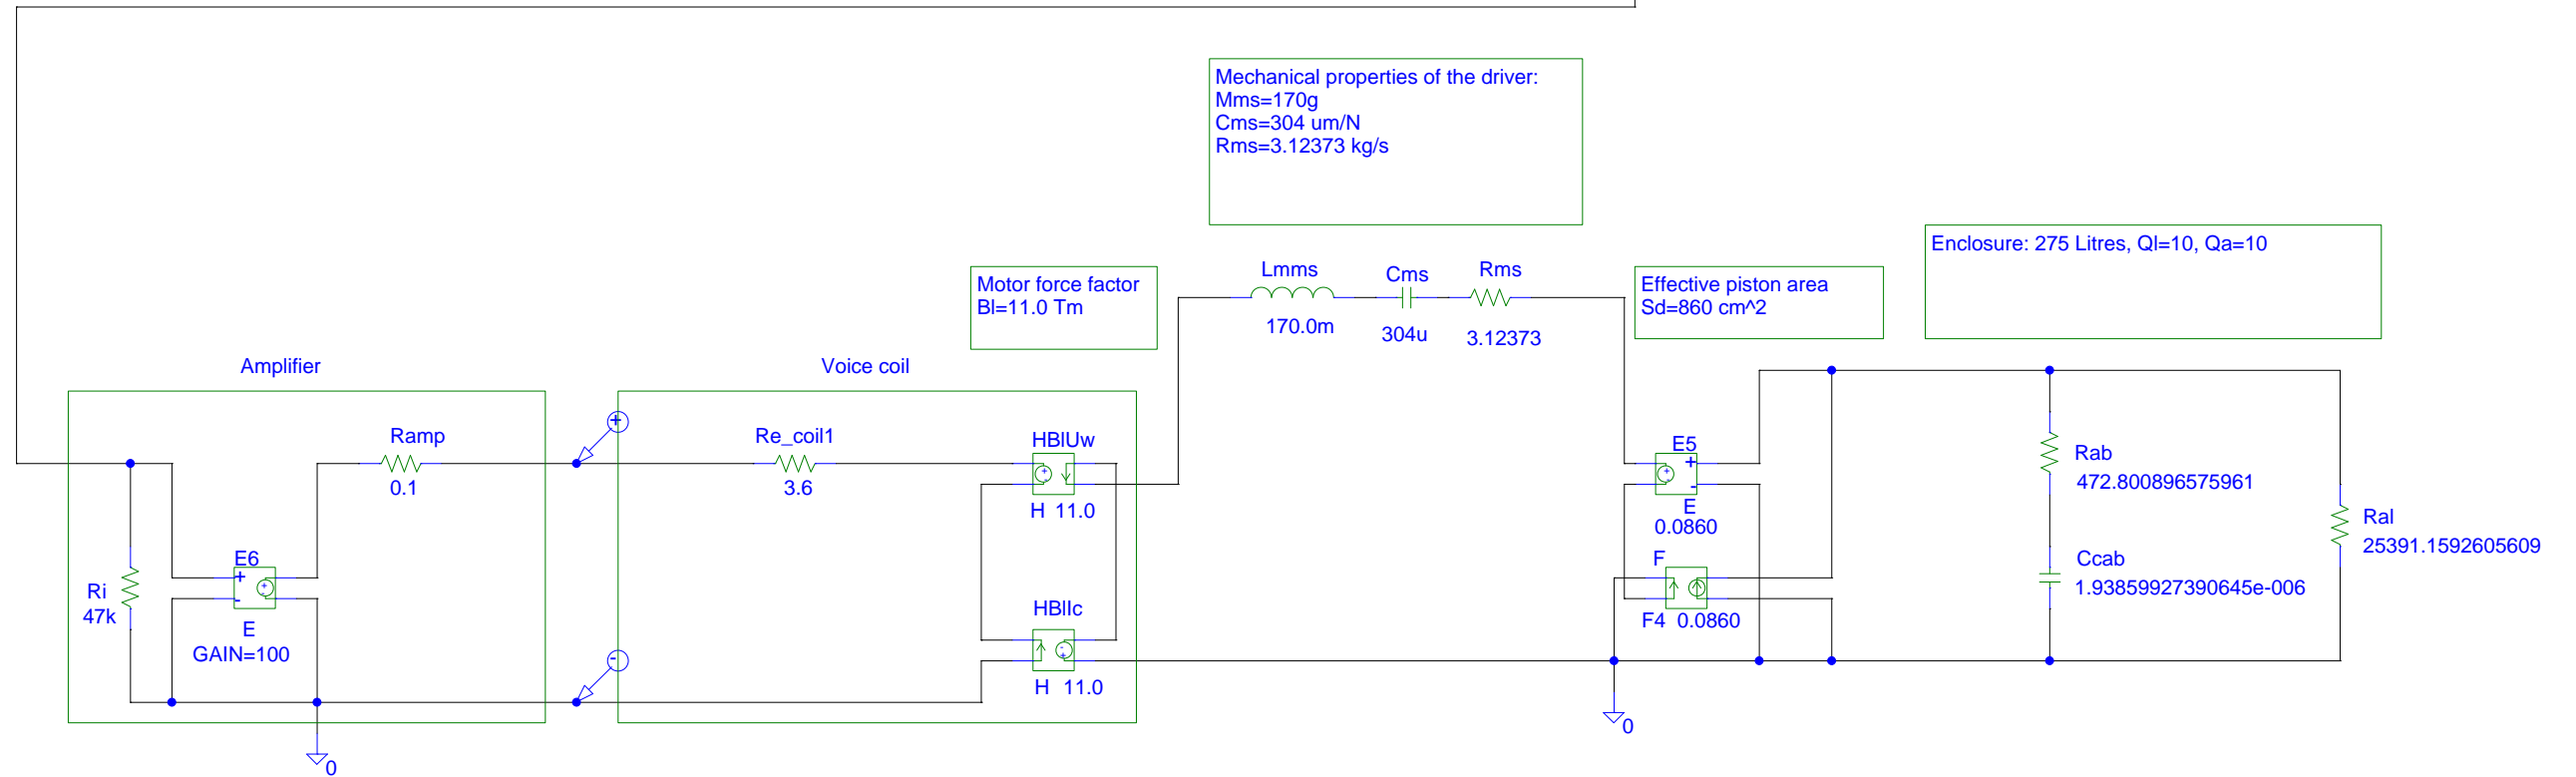 Mechanical properties of the driver:
Mms=170g
Cms=304 um/N
Rms=3.12373 kg/s
Enclosure: 275 Litres, Ql=10, Qa=10
Motor force factor
Bl=11.0 Tm
Lmms
170.0m
Cms
304u
Rms
3.12373
Effective piston area
Sd=860 cm^2
Amplifier
Voice coil
Ramp
0.1
+
Re_coil1
3.6
HBlUw
H 11.0
E5
+
-
E
0.0860
Rab
472.800896575961
Ral
25391.1592605609
E6
+
-
E
GAIN=100
Ri
47k
F
F4 0.0860
Ccab
1.93859927390645e-006
HBlIc
H 11.0
-
0
0